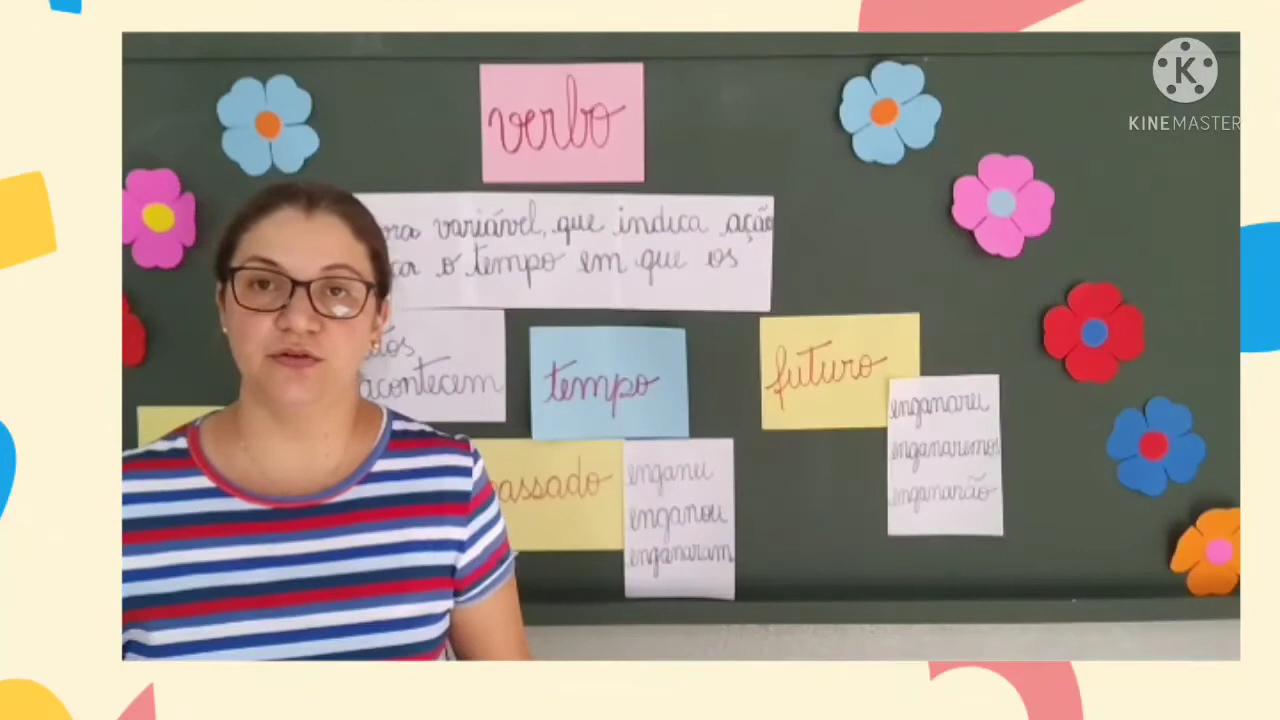 verbo
KINEMASTER
variável, que indica ação
o tempo em que os
acontecem
tempo
futuro
enganarei
enganaremos
enganarão
passado
enganei
enganou
enganaram